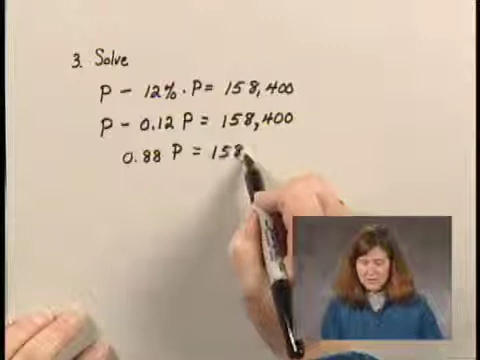 3. Solve
P - 12% · P = 158,400
P - 0.12 P = 158,400
0.88 P = 158